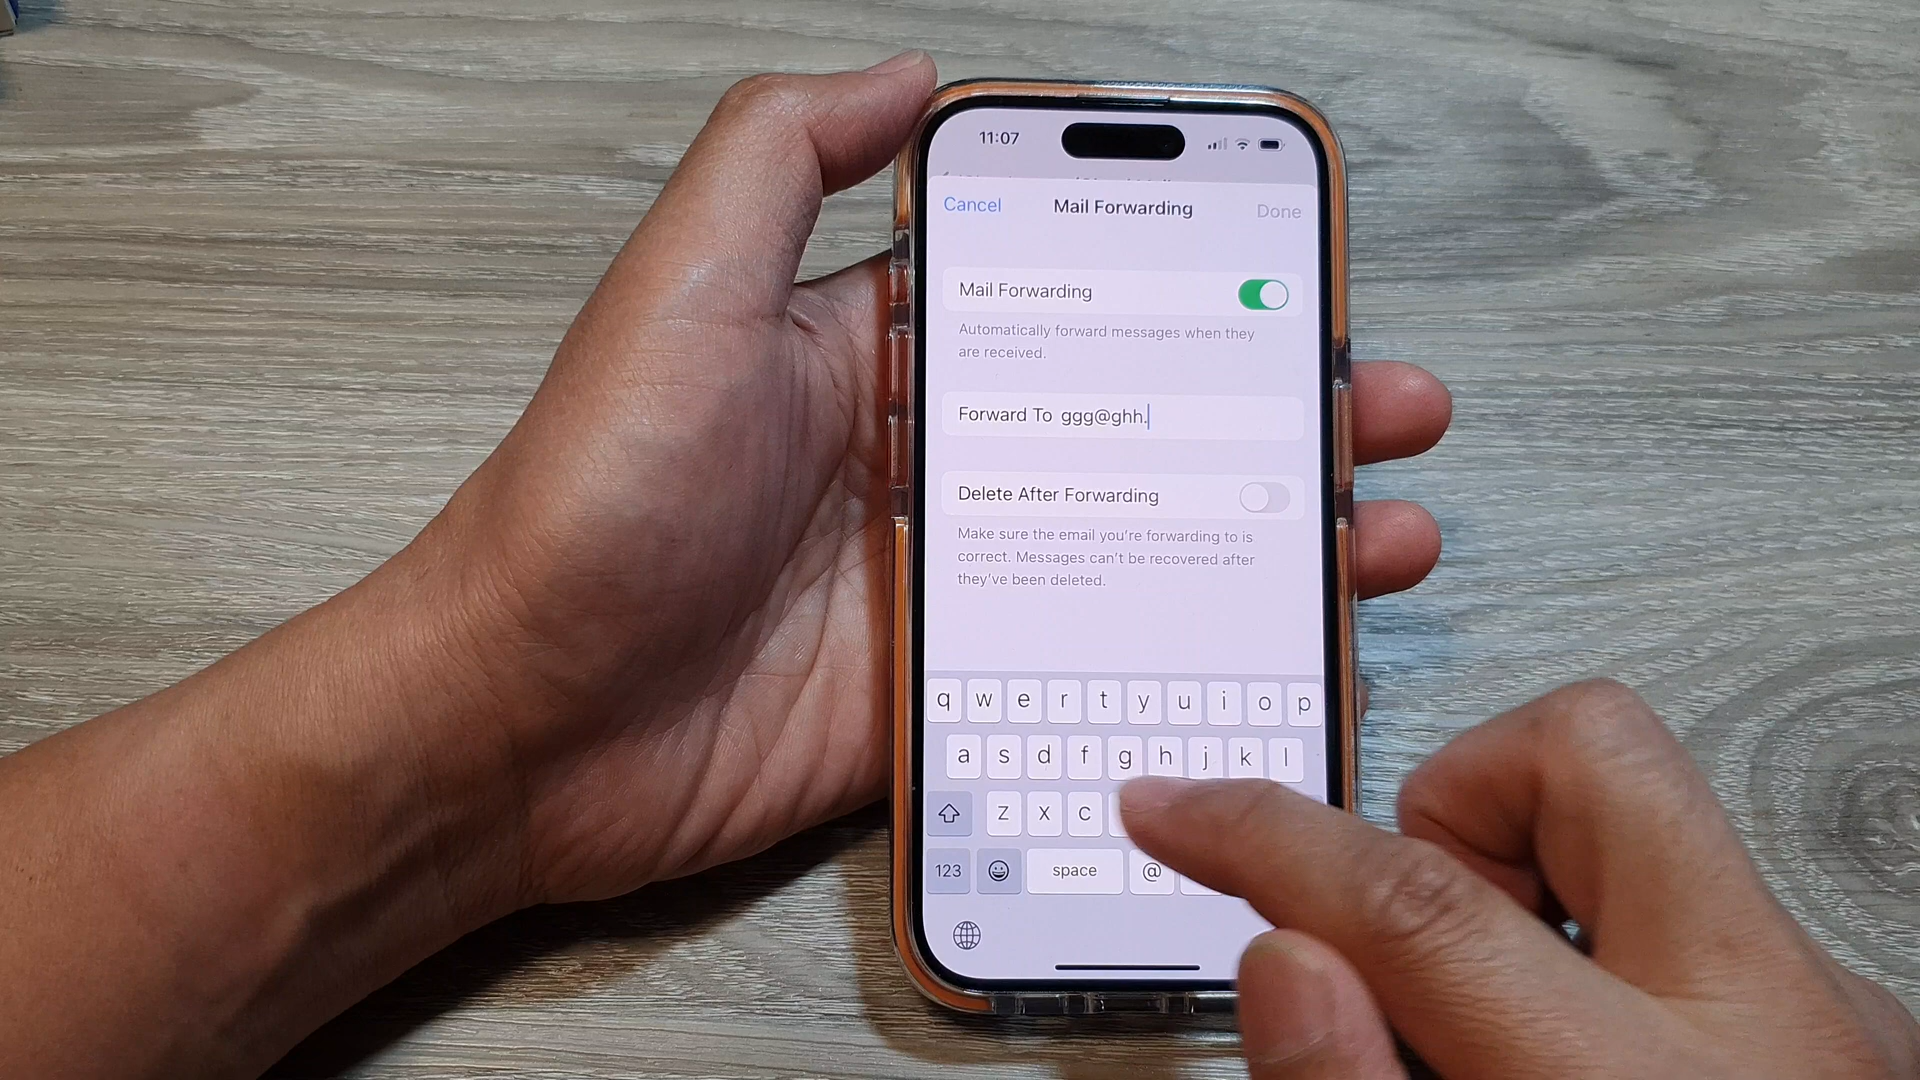 11:07
Cancel Mail Forwarding Done
Mail Forwarding
Automatically forward messages when they
are received.
Forward To ggg@ghh.
Delete After Forwarding
Make sure the email you're forwarding to is
correct. Messages can't be recovered after
they've been deleted.
q w e r t y u i o p
a s d f g h j k l
z x c
123 space @